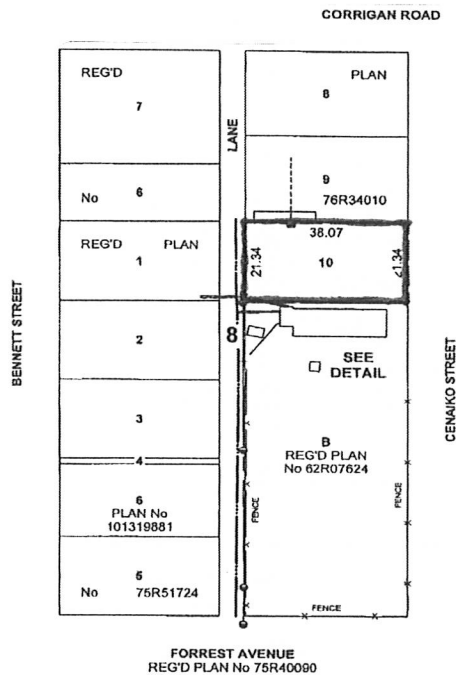 CORRIGAN ROAD
REG'D
7
LANE
PLAN
8
No 6
9
76R34010
REG'D PLAN
1
38.07
21.34
10
21.34
BENNETT STREET
CENAIKO STREET
2
8
SEE
DETAIL
3
4
B
REG'D PLAN
No 62R07624
6
PLAN No
101319881
FENCE
FENCE
5
No 75R51724
FENCE
FORREST AVENUE
REG'D PLAN No 75R40090